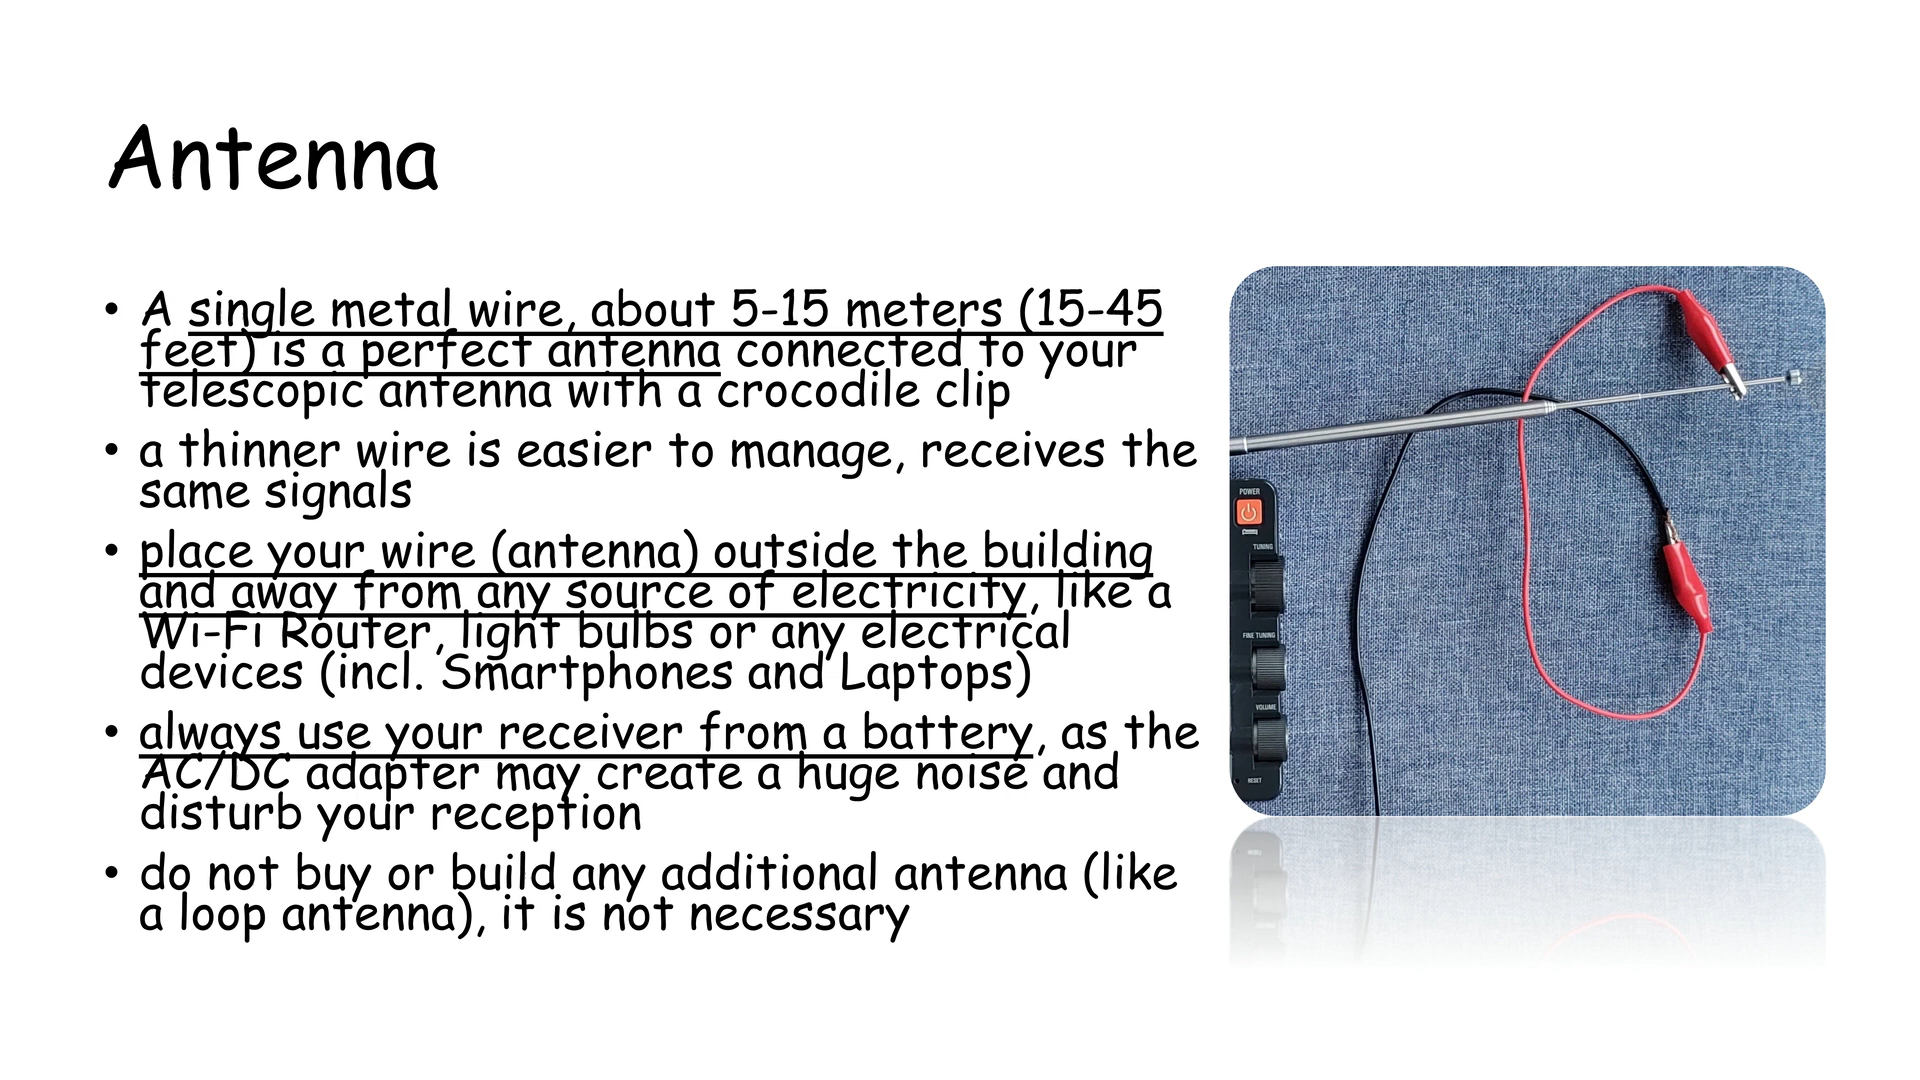 Antenna
• A single metal wire, about 5-15 meters (15-45
feet) is a perfect antenna connected to your
telescopic antenna with a crocodile clip
• a thinner wire is easier to manage, receives the
same signals
• place your wire (antenna) outside the building
and away from any source of electricity, like a
Wi-Fi Router, light bulbs or any electrical
devices (incl. Smartphones and Laptops)
• always use your receiver from a battery, as the
AC/DC adapter may create a huge noise and
disturb your reception
• do not buy or build any additional antenna (like
a loop antenna), it is not necessary
POWER
TUNING
FINE TUNING
VOLUME
RESET